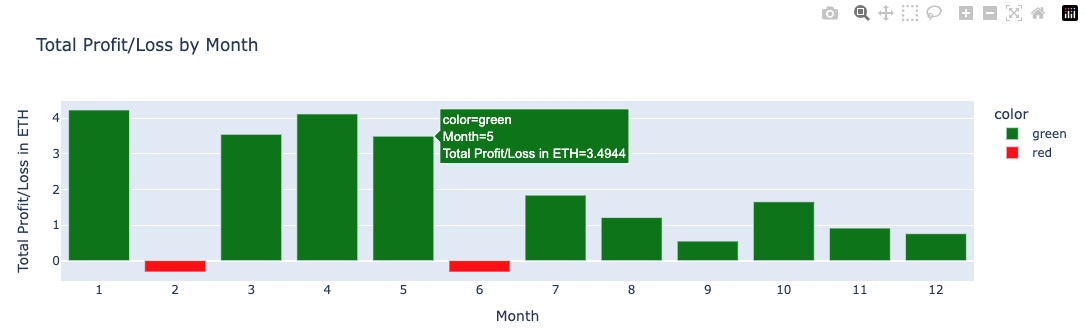 Total Profit/Loss by Month
Total Profit/Loss in ETH
4
3
2
1
0
color=green
Month=5
Total Profit/Loss in ETH=3.4944
1 2 3 4 5 6 7 8 9 10 11 12
Month
color
green
red